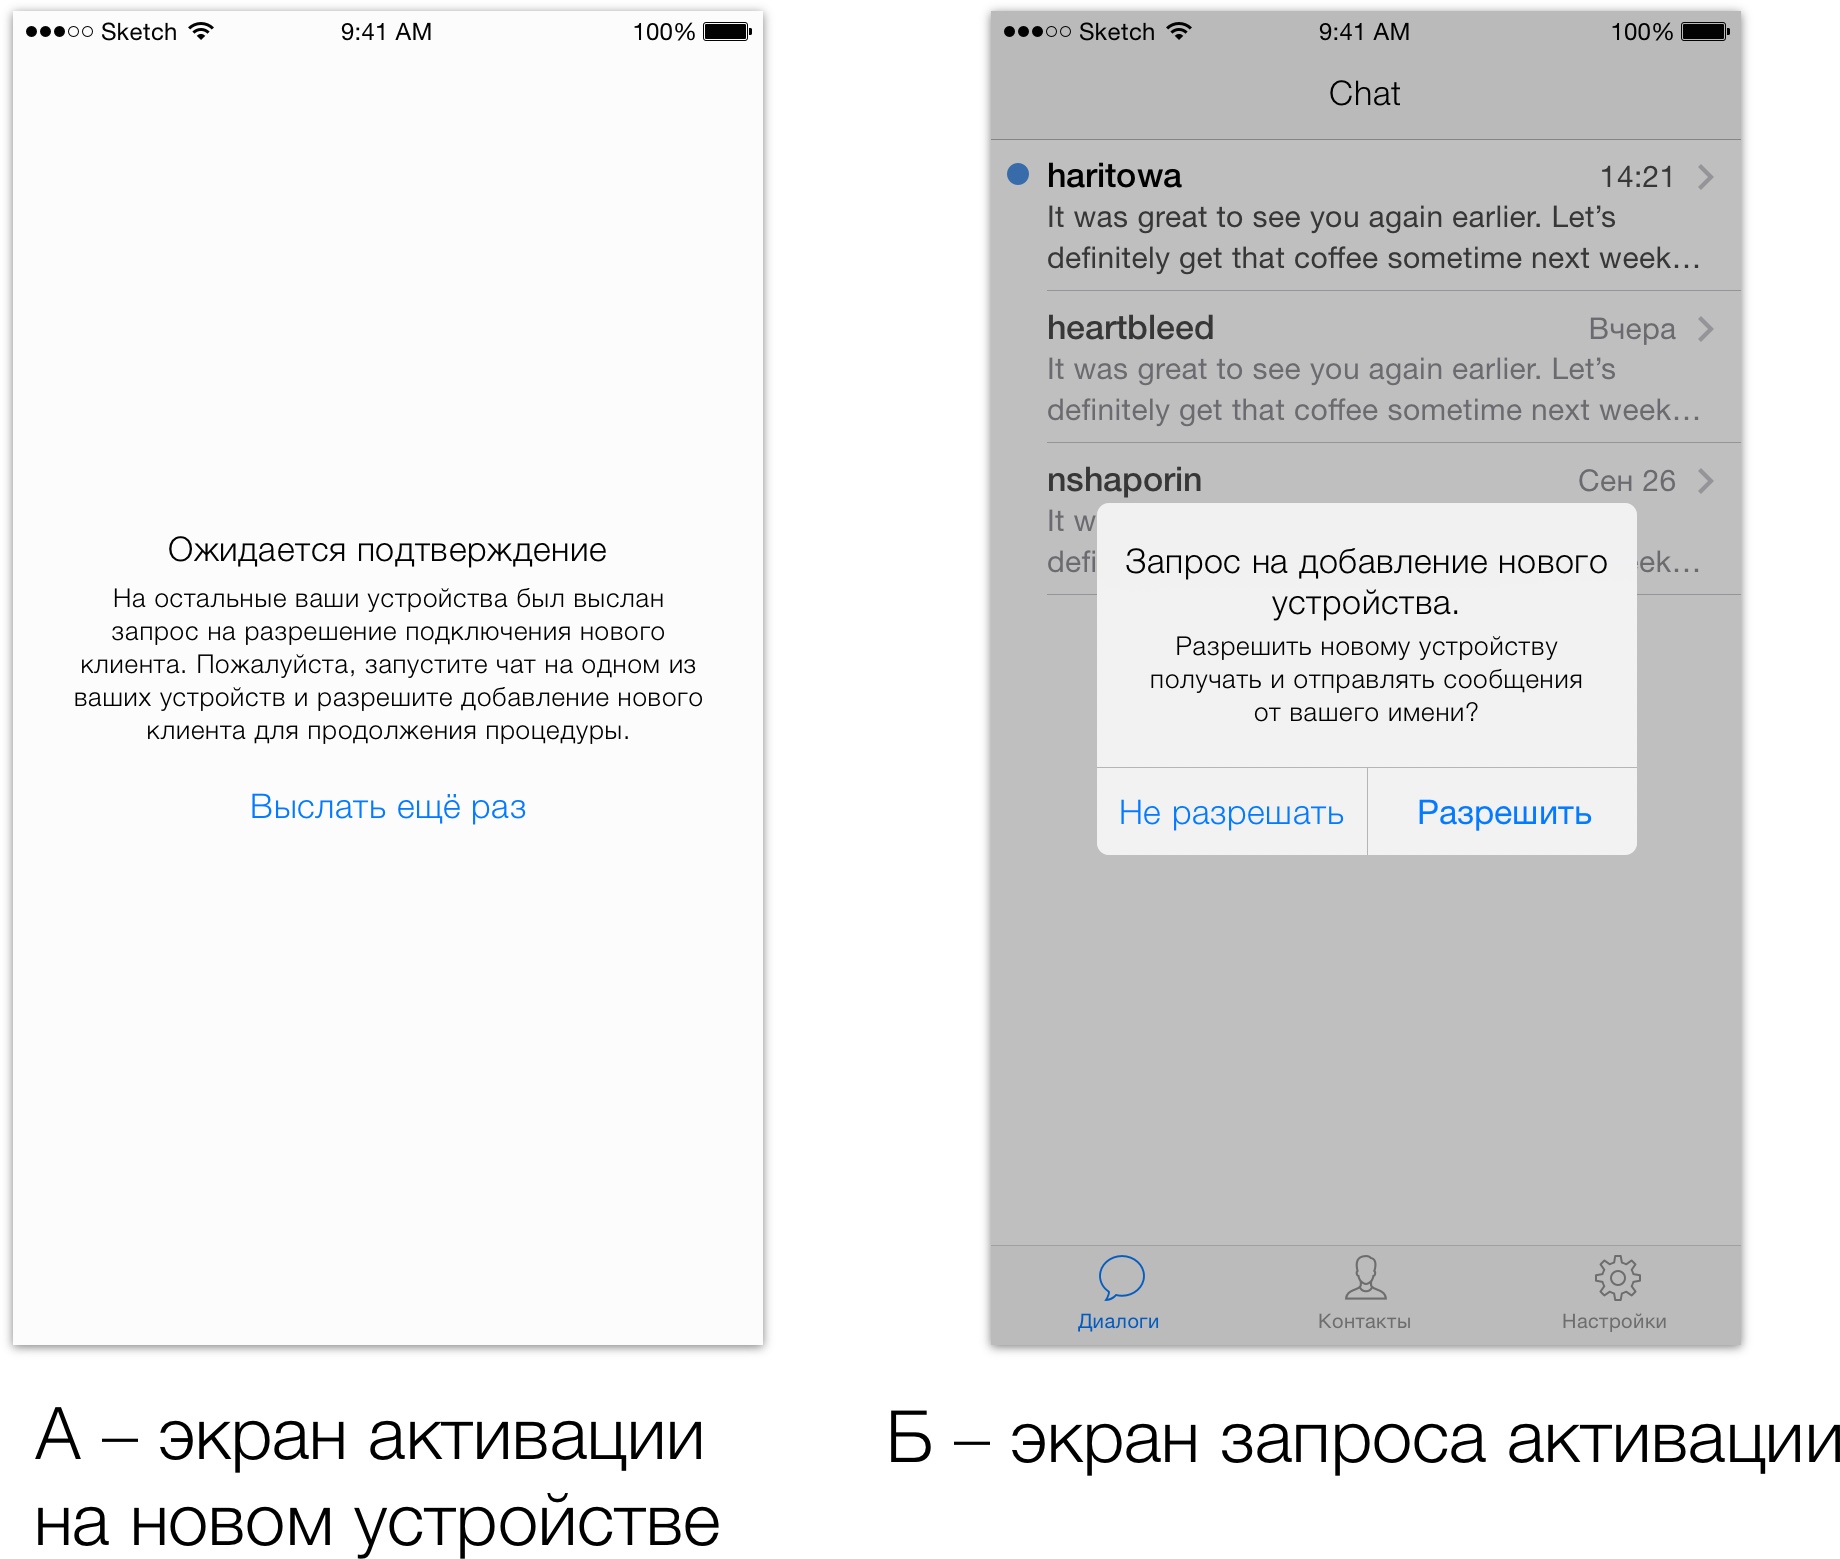 Sketch 9:41 AM 100%
Ожидается подтверждение
На остальные ваши устройства был выслан
запрос на разрешение подключения нового
клиента. Пожалуйста, запустите чат на одном из
ваших устройств и разрешите добавление нового
клиента для продолжения процедуры.
Выслать ещё раз
А – экран активации
на новом устройстве
Sketch 9:41 AM 100%
Chat
haritowa 14:21
It was great to see you again earlier. Let’s
definitely get that coffee sometime next week…
heartbleed Вчера
It was great to see you again earlier. Let’s
definitely get that coffee sometime next week…
nshaporin Сен 26
It w
defi ek…
Запрос на добавление нового
устройства.
Разрешить новому устройству
получать и отправлять сообщения
от вашего имени?
Не разрешать Разрешить
Диалоги Контакты Настройки
Б – экран запроса активации